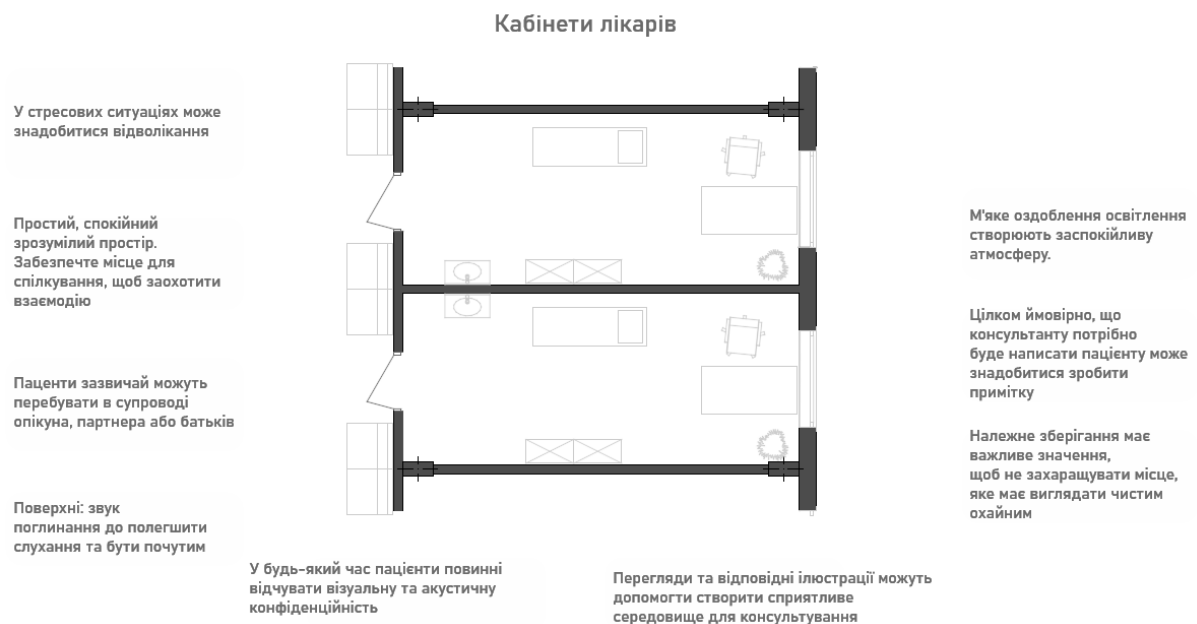 Кабінети лікарів
У стресових ситуаціях може
знадобитися відволікання
Простий, спокійний
зрозумілий простір.
Забезпечте місце для
спілкування, щоб заохотити
взаємодію
Паценти зазвичай можуть
перебувати в супроводі
опікуна, партнера або батьків
Поверхні: звук
поглинання до полегшити
слухання та бути почутим
У будь-який час пацієнти повинні
відчувати візуальну та акустичну
конфіденційність
Перегляди та відповідні ілюстрації можуть
допомогти створити сприятливе
середовище для консультування
М'яке оздоблення освітлення
створюють заспокійливу
атмосферу.
Цілком ймовірно, що
консультанту потрібно
буде написати пацієнту може
знадобитися зробити
примітку
Належне зберігання має
важливе значення,
щоб не захаращувати місце,
яке має виглядати чистим
охайним